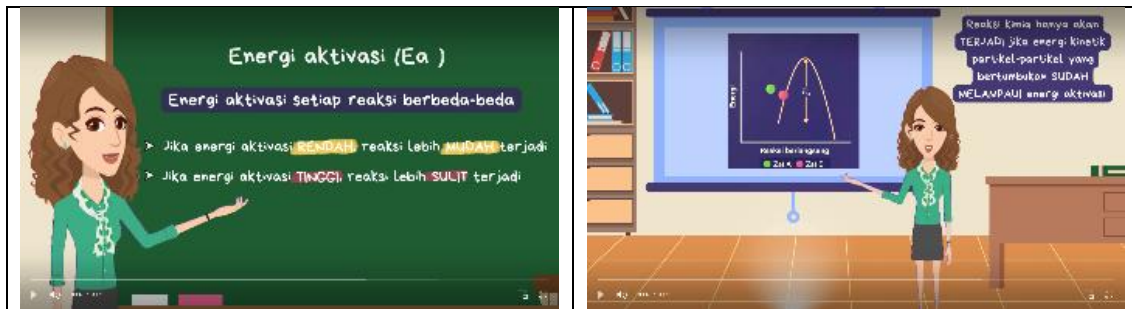 Energi aktivasi (Ea )
Energi aktivasi setiap reaksi berbeda-beda
➤ Jika energi aktivasi RENDAH, reaksi lebih MUDAH terjadi
➤ Jika energi aktivasi TINGGI, reaksi lebih SULIT terjadi
Reaksi kimia hanya akan
TERJADI jika energi kinetik
partikel-partikel yang
bertumbukan SUDAH
MELAMPAUI energi aktivasi
Energy
Reaksi berlangsung
Zat A Zat B